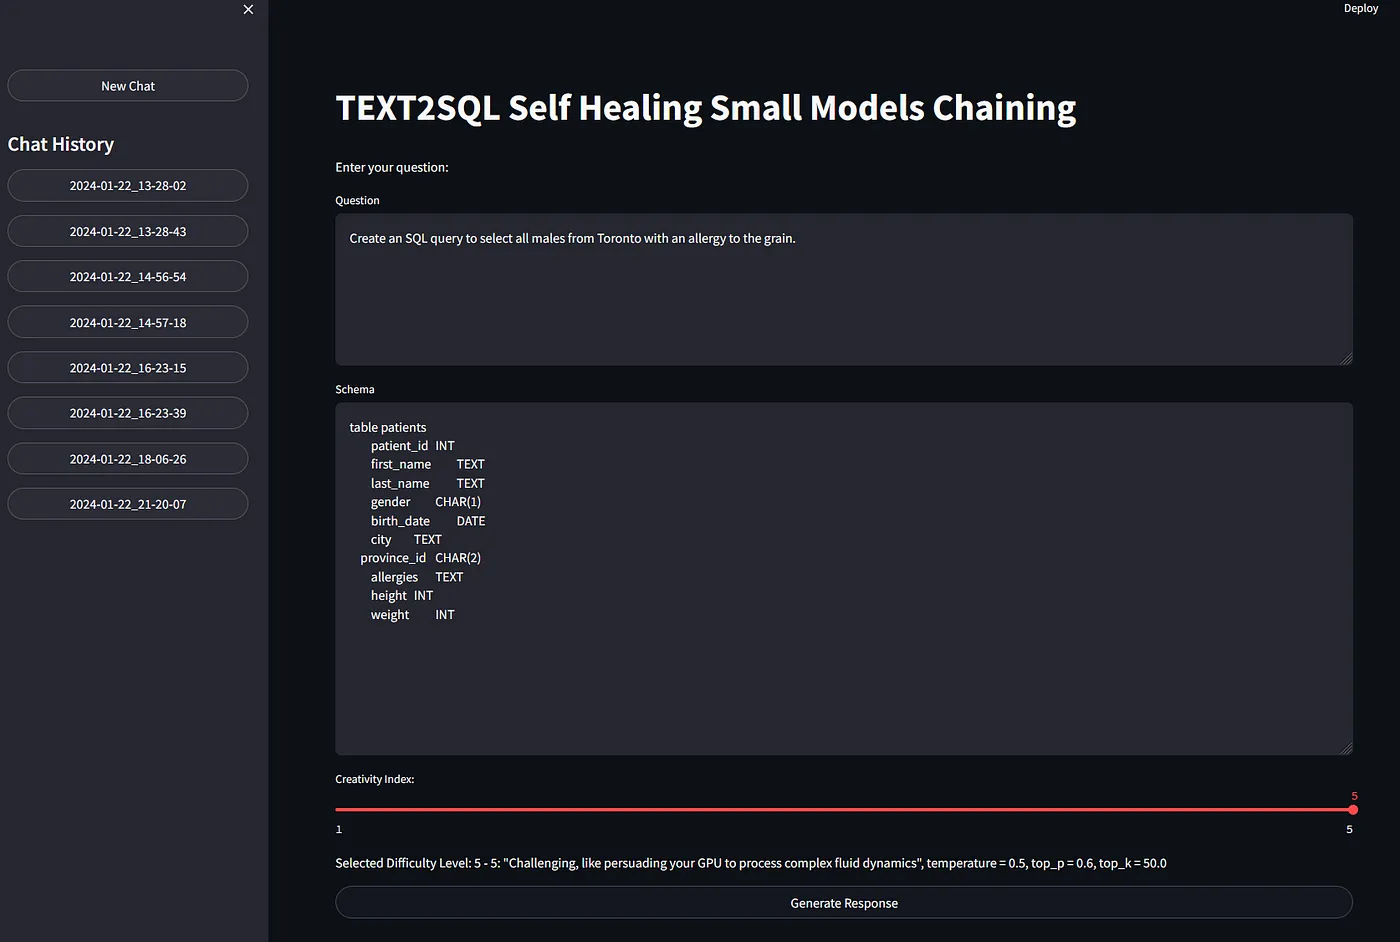 Deploy
New Chat
Chat History
2024-01-22_13-28-02
2024-01-22_13-28-43
2024-01-22_14-56-54
2024-01-22_14-57-18
2024-01-22_16-23-15
2024-01-22_16-23-39
2024-01-22_18-06-26
2024-01-22_21-20-07
TEXT2SQL Self Healing Small Models Chaining
Enter your question:
Question
Create an SQL query to select all males from Toronto with an allergy to the grain.
Schema
table patients
patient_id INT
first_name TEXT
last_name TEXT
gender CHAR(1)
birth_date DATE
city TEXT
province_id CHAR(2)
allergies TEXT
height INT
weight INT
Creativity Index:
5
1 5
Selected Difficulty Level: 5 - 5: "Challenging, like persuading your GPU to process complex fluid dynamics", temperature = 0.5, top_p = 0.6, top_k = 50.0
Generate Response